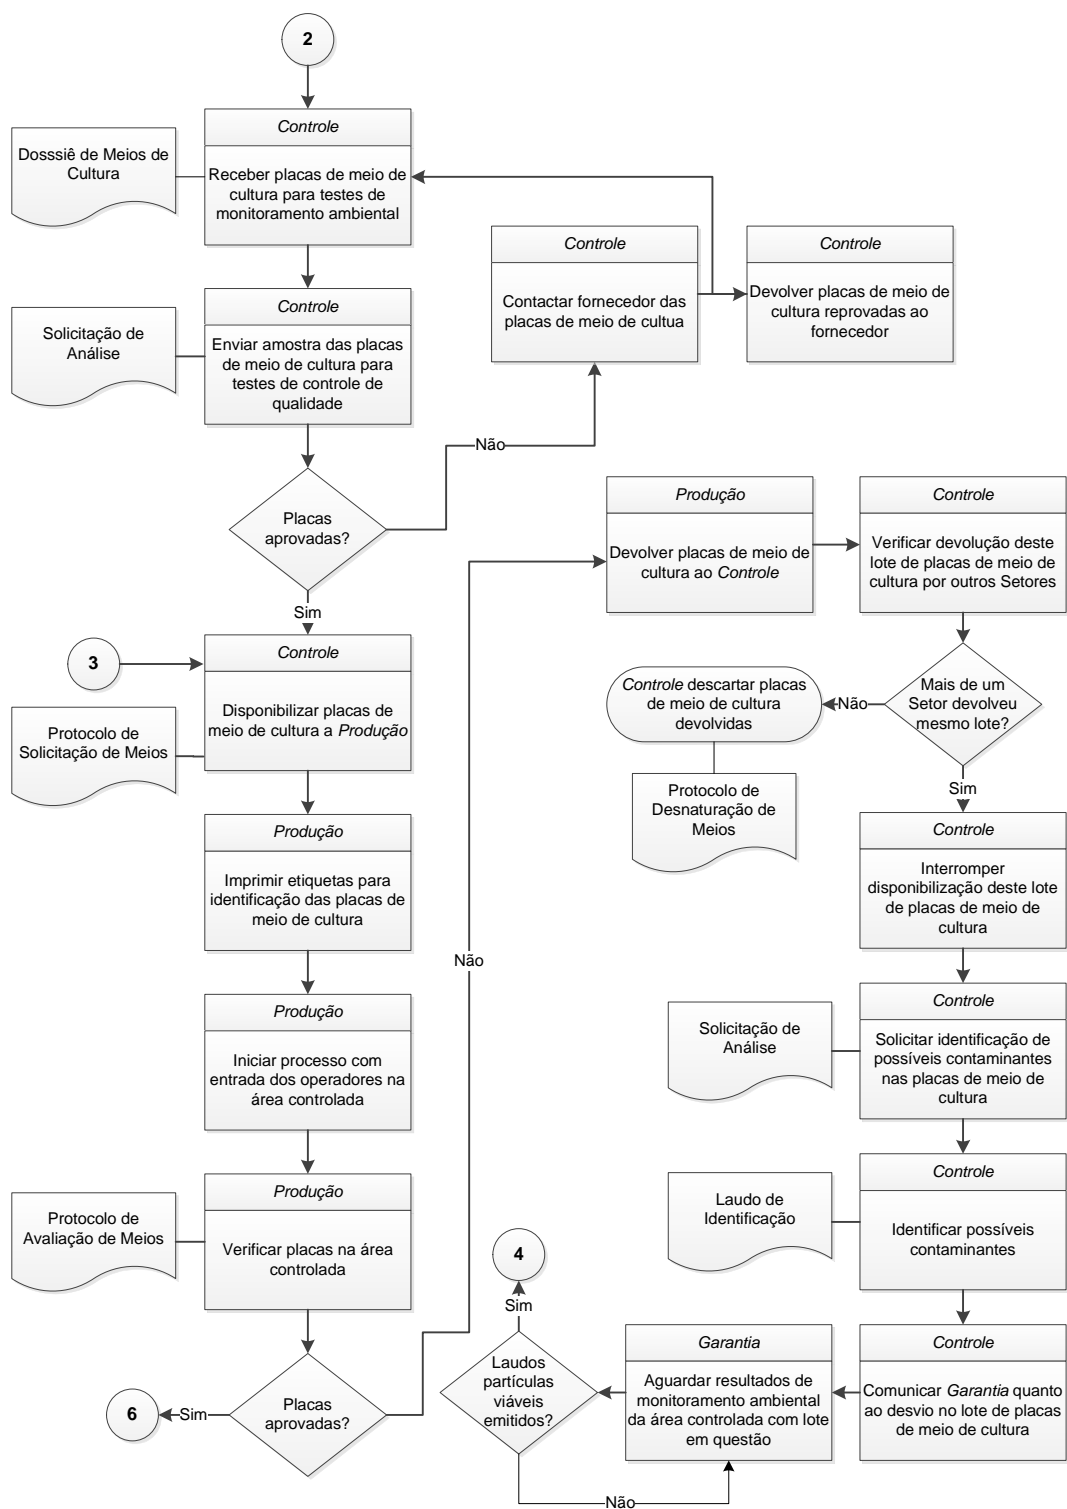 2
Controle
Dosssiê de Meios de
Cultura
Receber placas de meio de
cultura para testes de
monitoramento ambiental
Controle
Contactar fornecedor das
placas de meio de cultua
Controle
Devolver placas de meio de
cultura reprovadas ao
fornecedor
Controle
Solicitação de
Análise
Enviar amostra das placas
de meio de cultura para
testes de controle de
qualidade
Não
Placas
aprovadas?
Sim
Produção
Devolver placas de meio de
cultura ao Controle
Controle
Verificar devolução deste
lote de placas de meio de
cultura por outros Setores
3
Controle
Protocolo de
Solicitação de Meios
Disponibilizar placas de
meio de cultura a Produção
Controle descartar placas
de meio de cultura
devolvidas
Não
Mais de um
Setor devolveu
mesmo lote?
Sim
Protocolo de
Desnaturação de
Meios
Produção
Imprimir etiquetas para
identificação das placas de
meio de cultura
Controle
Interromper
disponibilização deste lote
de placas de meio de
cultura
Não
Produção
Iniciar processo com
entrada dos operadores na
área controlada
Controle
Solicitação de
Análise
Solicitar identificação de
possíveis contaminantes
nas placas de meio de
cultura
Produção
Protocolo de
Avaliação de Meios
Verificar placas na área
controlada
Controle
Laudo de
Identificação
Identificar possíveis
contaminantes
4
Sim
6
Sim
Placas
aprovadas?
Laudos
partículas
viáveis
emitidos?
Garantia
Aguardar resultados de
monitoramento ambiental
da área controlada com lote
em questão
Controle
Comunicar Garantia quanto
ao desvio no lote de placas
de meio de cultura
Não